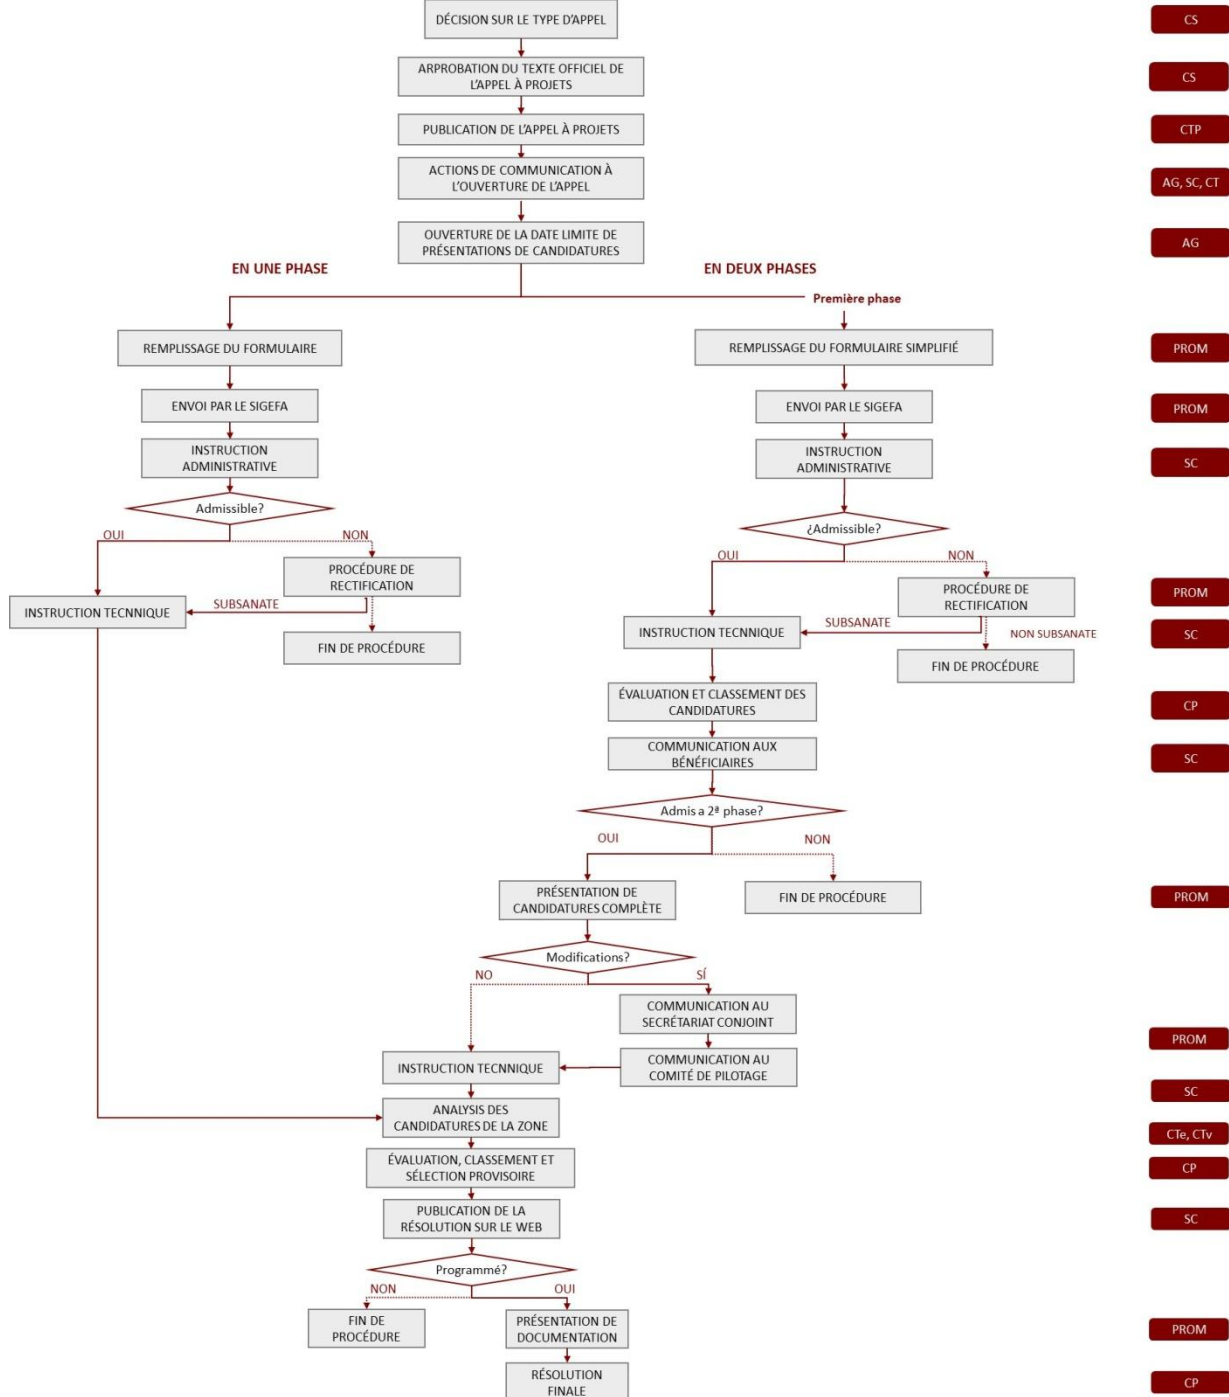 DÉCISION SUR LE TYPE D'APPEL
CS
ARPROBATION DU TEXTE OFFICIEL DE
L'APPEL À PROJETS
CS
PUBLICATION DE L'APPEL À PROJETS
CTP
ACTIONS DE COMMUNICATION À
L'OUVERTURE DE L'APPEL
AG, SC, CT
OUVERTURE DE LA DATE LIMITE DE
PRÉSENTATIONS DE CANDIDATURES
AG
EN UNE PHASE
EN DEUX PHASES
Première phase
REMPLISSAGE DU FORMULAIRE
REMPLISSAGE DU FORMULAIRE SIMPLIFIÉ
PROM
ENVOI PAR LE SIGEFA
ENVOI PAR LE SIGEFA
PROM
INSTRUCTION
ADMINISTRATIVE
INSTRUCTION
ADMINISTRATIVE
SC
Admissible?
¿Admissible?
OUI
NON
OUI
NON
PROCÉDURE DE
RECTIFICATION
PROCÉDURE DE
RECTIFICATION
PROM
INSTRUCTION TECNNIQUE
SUBSANATE
INSTRUCTION TECNNIQUE
SUBSANATE
NON SUBSANATE
SC
FIN DE PROCÉDURE
FIN DE PROCÉDURE
ÉVALUATION ET CLASSEMENT DES
CANDIDATURES
CP
COMMUNICATION AUX
BÉNÉFICIAIRES
SC
Admis a 2ª phase?
OUI
NON
PRÉSENTATION DE
CANDIDATURES COMPLÈTE
FIN DE PROCÉDURE
PROM
Modifications?
NO
SÍ
COMMUNICATION AU
SECRÉTARIAT CONJOINT
PROM
INSTRUCTION TECNNIQUE
COMMUNICATION AU
COMITÉ DE PILOTAGE
SC
ANALYSIS DES
CANDIDATURES DE LA ZONE
CTe, CTv
ÉVALUATION, CLASSEMENT ET
SÉLECTION PROVISOIRE
CP
PUBLICATION DE LA
RÉSOLUTION SUR LE WEB
SC
Programmé?
NON
OUI
FIN DE
PROCÉDURE
PRÉSENTATION DE
DOCUMENTATION
PROM
RÉSOLUTION
FINALE
CP